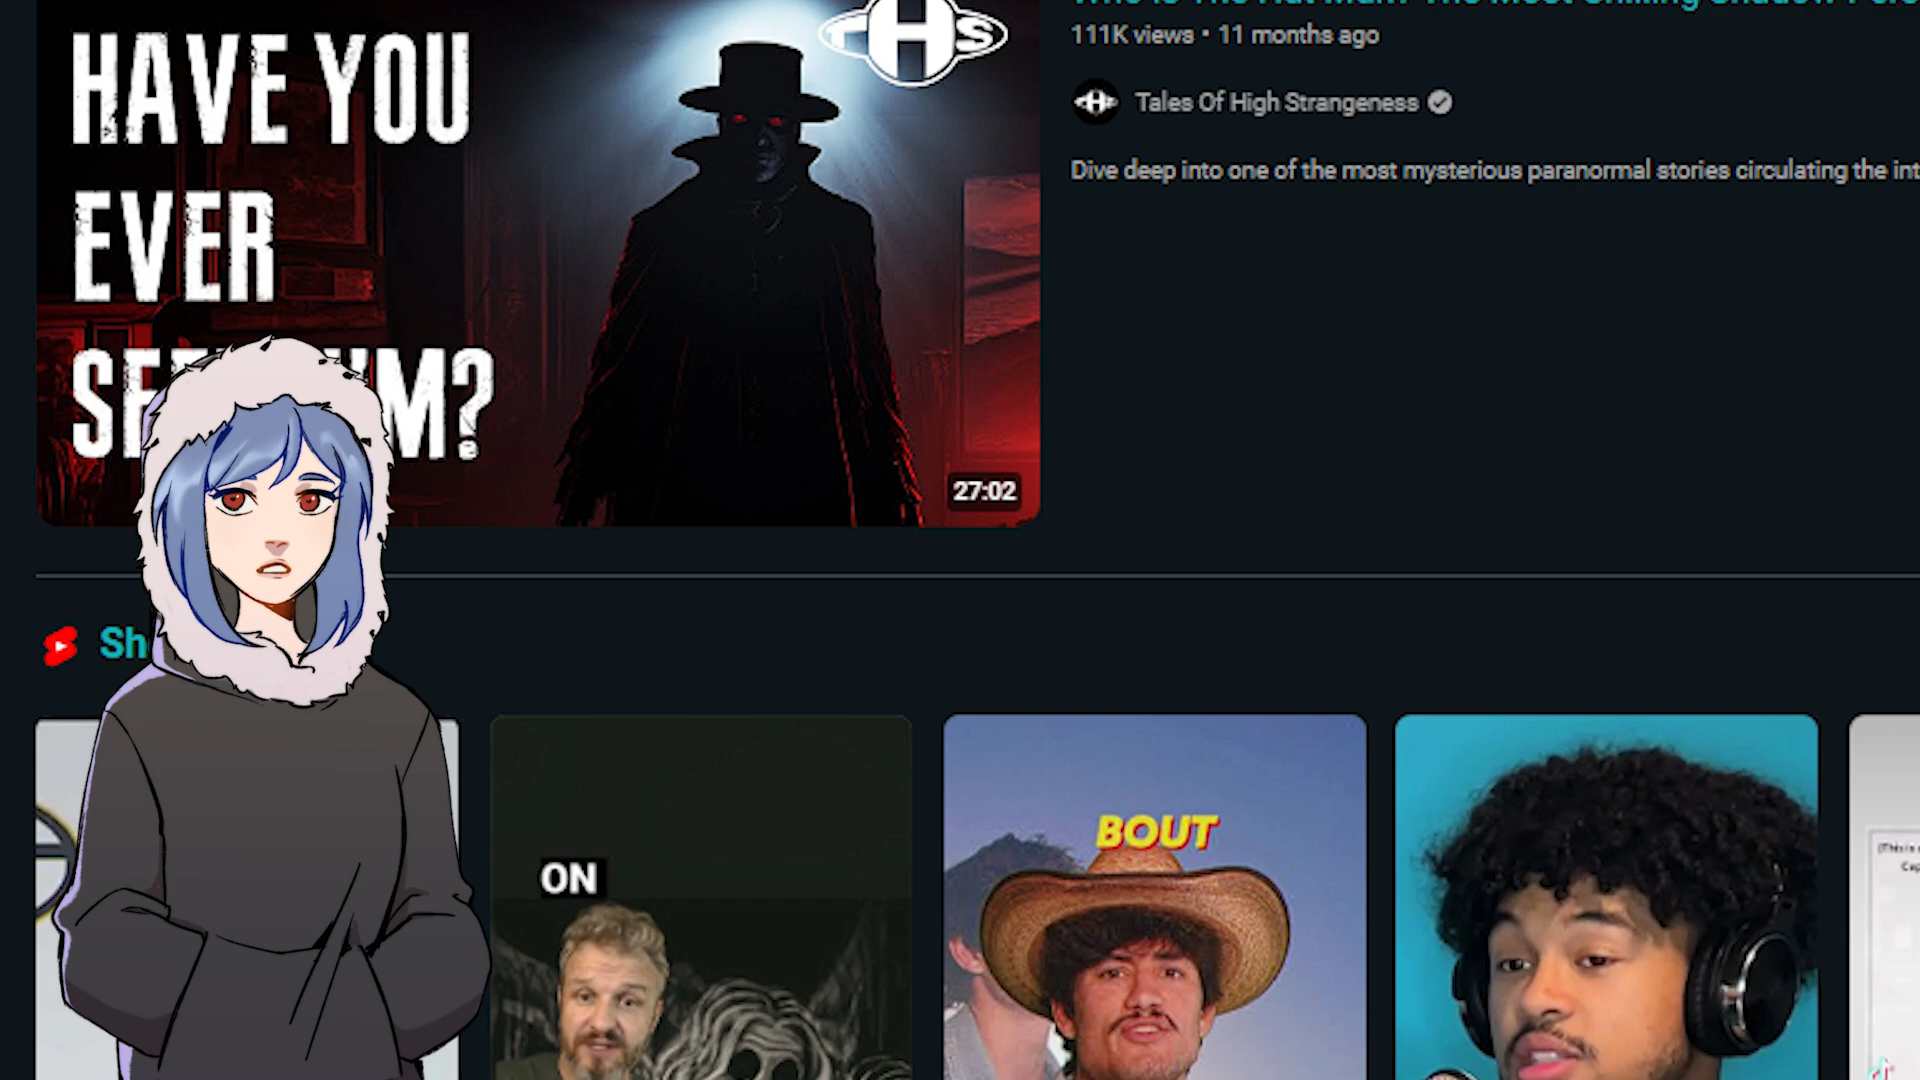 HAVE YOU
EVER
M?
THS
27:02
111K views • 11 months ago
Tales Of High Strangeness
Dive deep into one of the most mysterious paranormal stories circulating the int
Sh
ON
BOUT